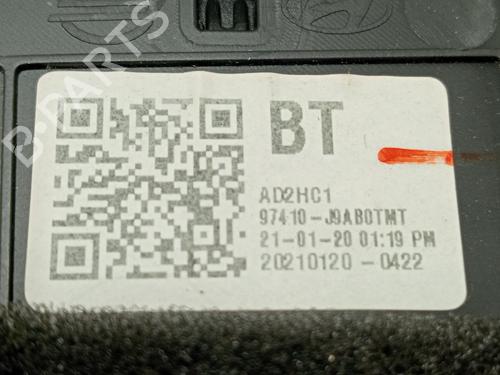 B-PARTS
BT
AD2HC1
97410-J9AB0TMT
21-01-20 01:19 PM
20210120-0422